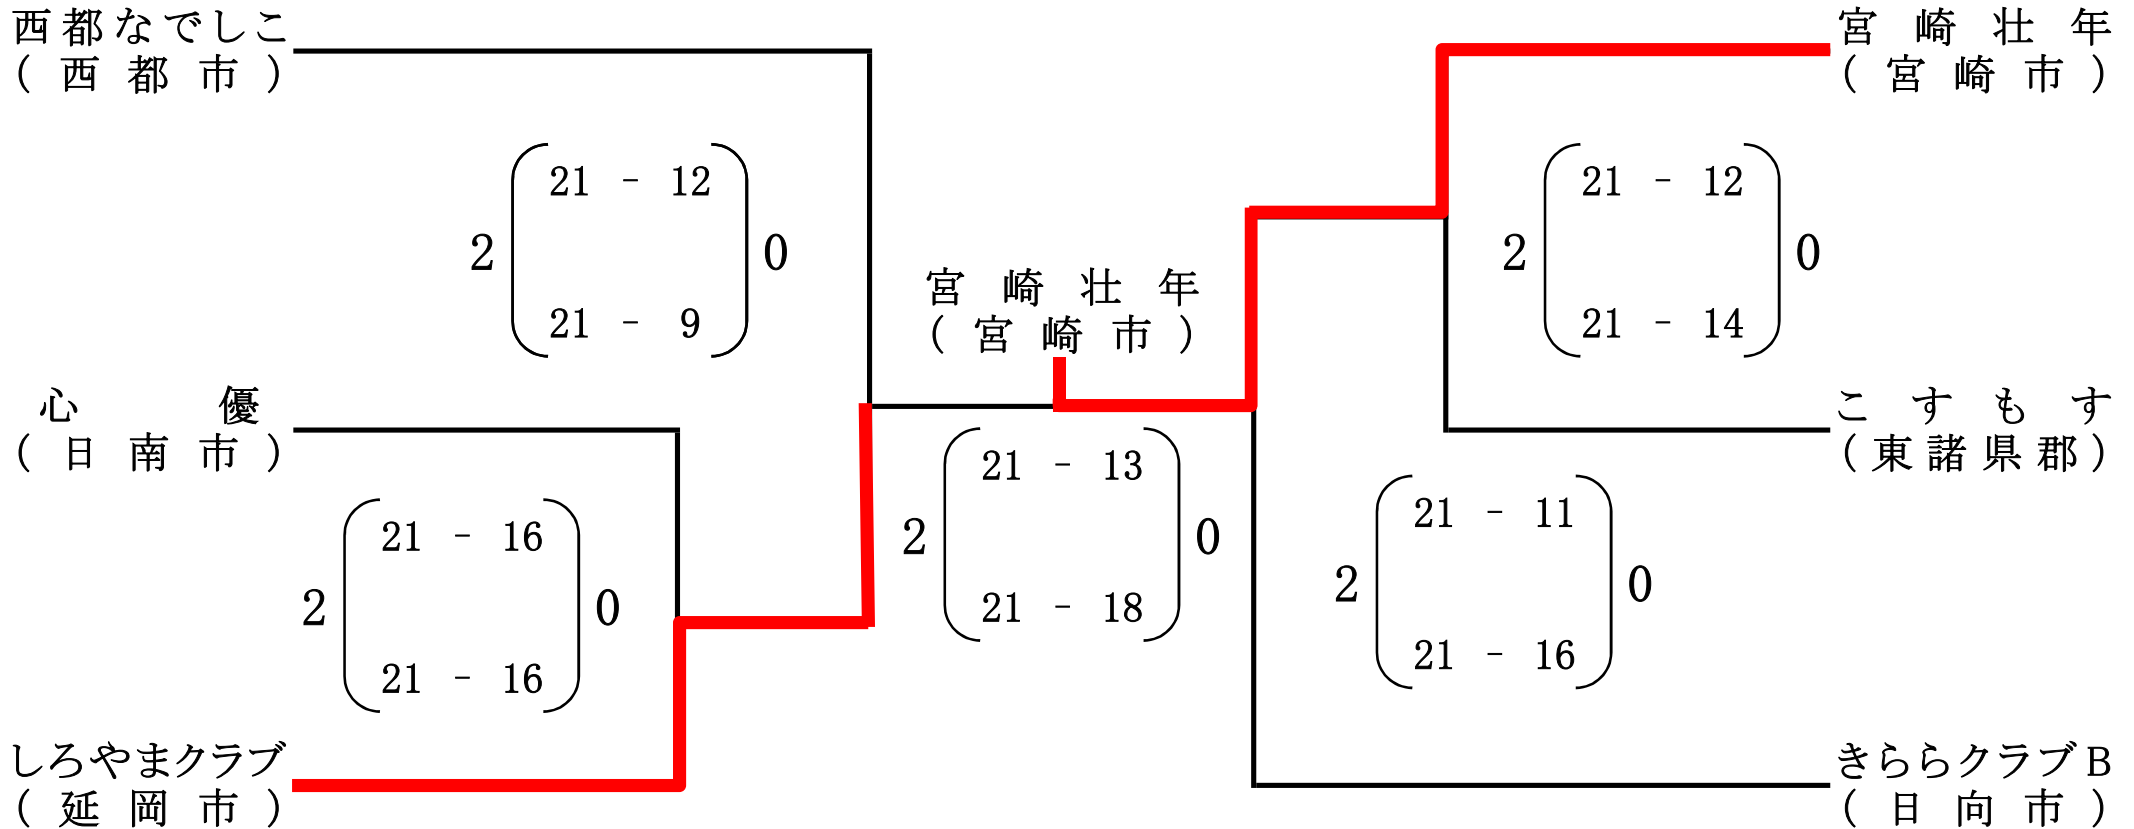 西都なでしこ
(西都市)
宮崎壮年
(宮崎市)
21 - 12
2 0
21 - 9
21 - 12
2 0
21 - 14
宮崎壮年
(宮崎市)
心優
(日南市)
こすもす
(東諸県郡)
21 - 16
2 0
21 - 16
21 - 13
2 0
21 - 18
21 - 11
2 0
21 - 16
しろやまクラブ
(延岡市)
きららクラブB
(日向市)